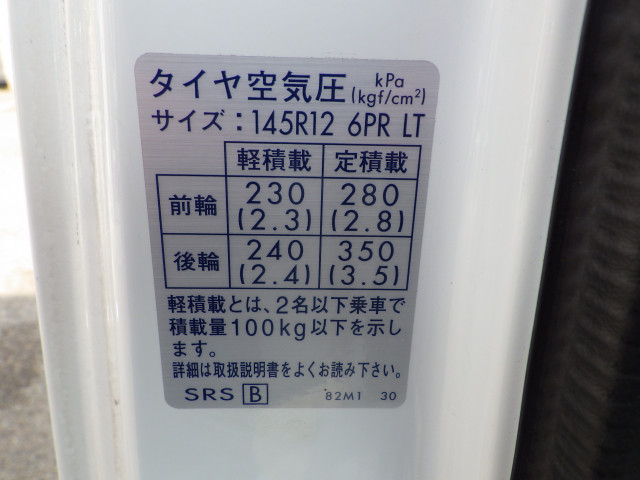 タイヤ空気圧 kPa (kgf/cm²)
サイズ：145R12 6PR LT
軽積載 定積載
前輪 230 (2.3) 280 (2.8)
後輪 240 (2.4) 350 (3.5)
軽積載とは、2名以下乗車で
積載量100kg以下を示し
ます。
詳細は取扱説明書をよくお読み下さい。
SRS B 82M1 30